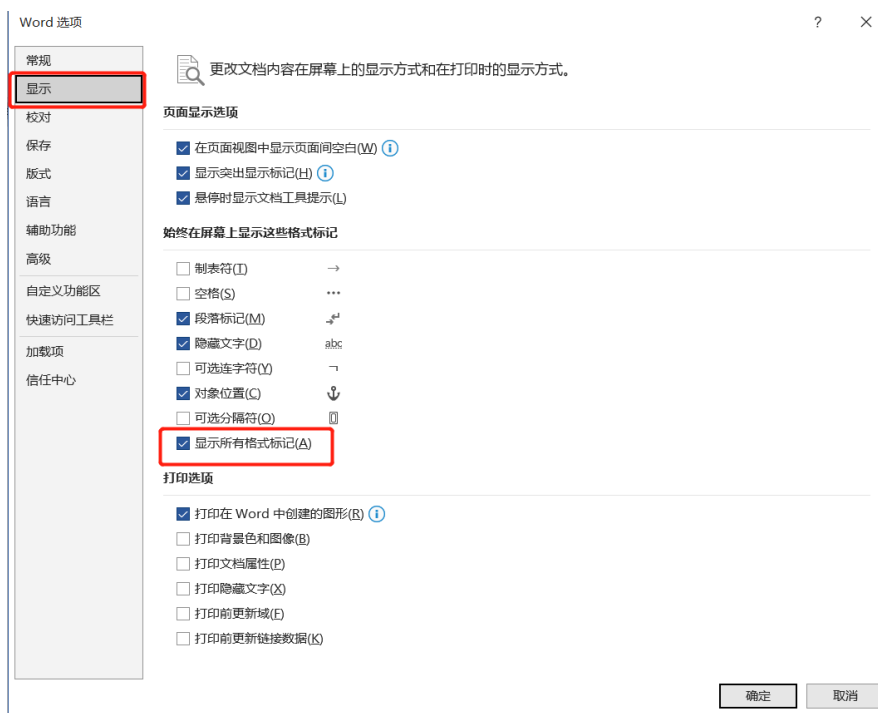 Word 选项
?
常规
显示
校对
保存
版式
语言
辅助功能
高级
自定义功能区
快速访问工具栏
加载项
信任中心
更改文档内容在屏幕上的显示方式和在打印时的显示方式。
页面显示选项
在页面视图中显示页面间空白(W)
显示突出显示标记(H)
悬停时显示文档工具提示(L)
始终在屏幕上显示这些格式标记
制表符(T) →
空格(S) ···
段落标记(M)
隐藏文字(D) abc
可选连字符(Y) ¬
对象位置(C)
可选分隔符(O)
显示所有格式标记(A)
打印选项
打印在 Word 中创建的图形(R)
打印背景色和图像(B)
打印文档属性(P)
打印隐藏文字(X)
打印前更新域(F)
打印前更新链接数据(K)
确定 取消